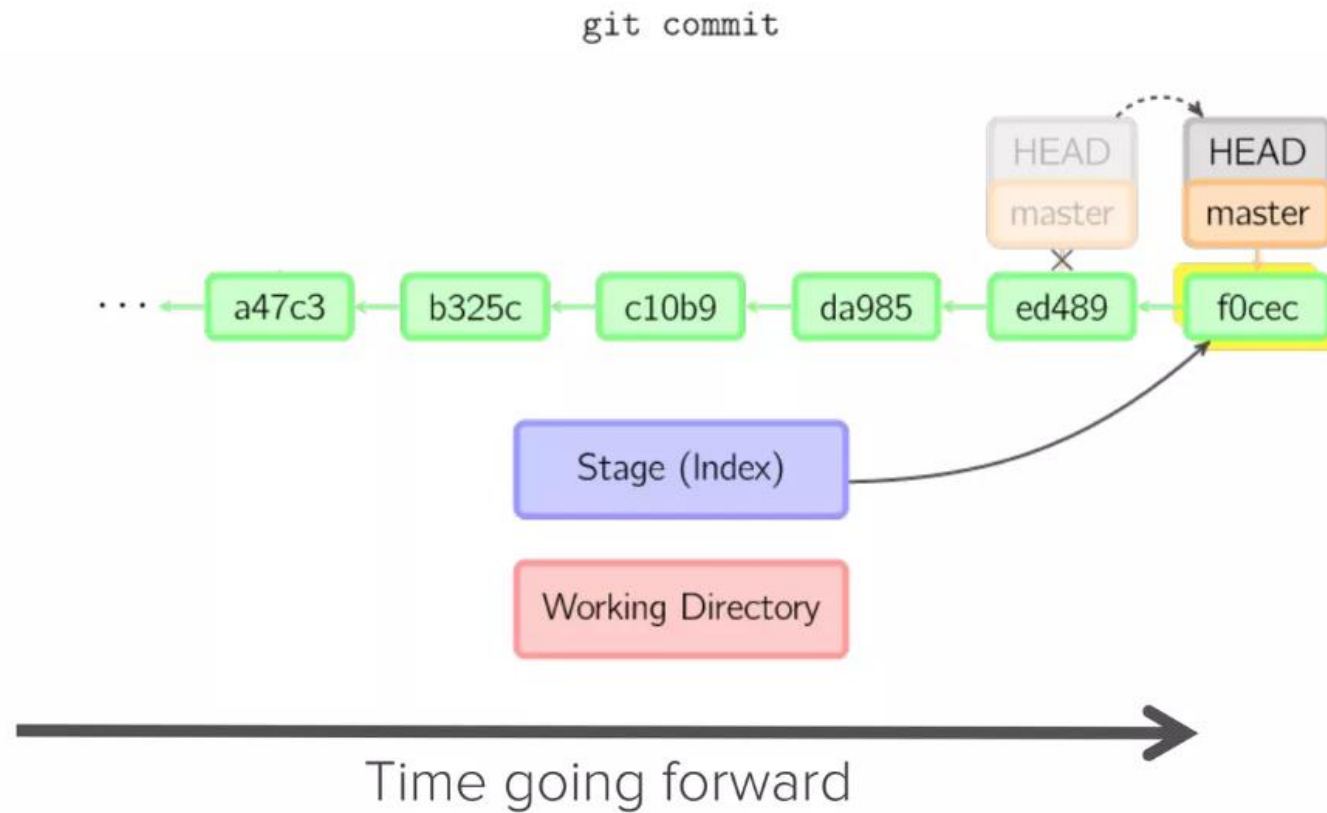 git commit
HEAD
HEAD
master
master
... a47c3 b325c c10b9 da985 ed489 f0cec
Stage (Index)
Working Directory
Time going forward